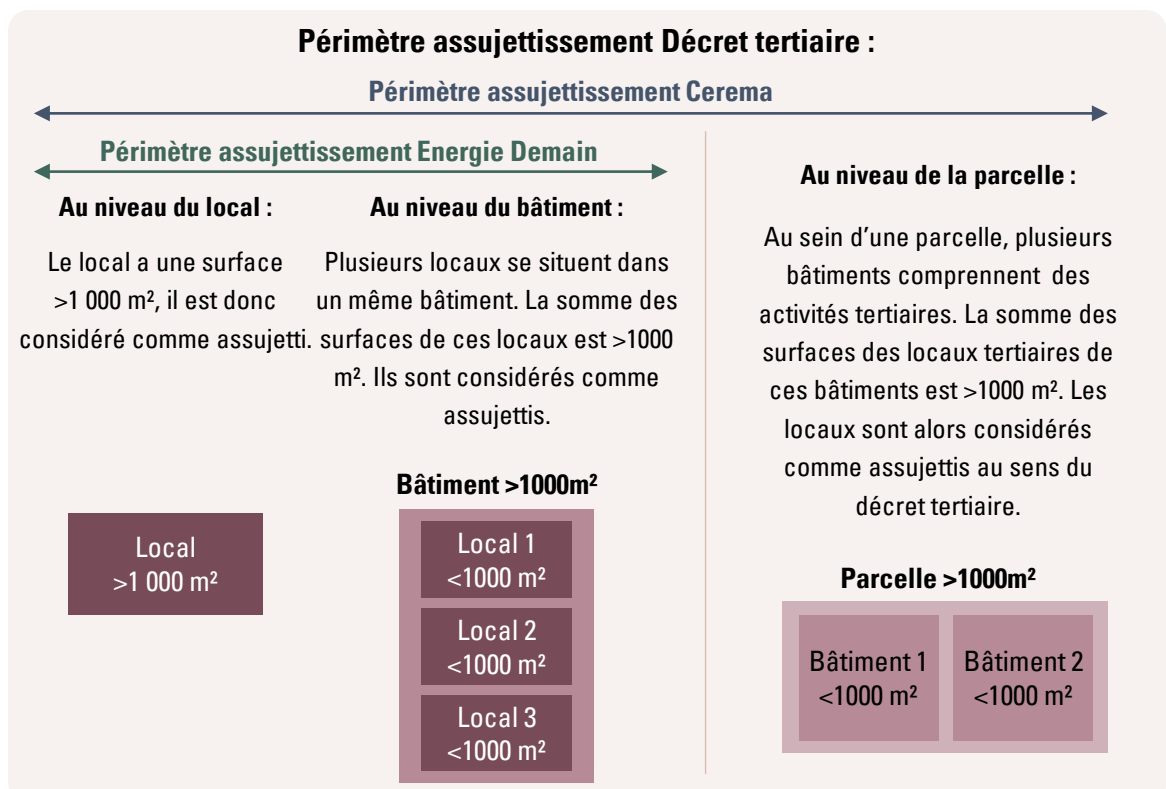 Périmètre assujettissement Décret tertiaire :
Périmètre assujettissement Cerema
Périmètre assujettissement Energie Demain
Au niveau du local :
Le local a une surface
>1 000 m², il est donc
considéré comme assujetti.
Local
>1 000 m²
Au niveau du bâtiment :
Plusieurs locaux se situent dans
un même bâtiment. La somme des
surfaces de ces locaux est >1000
m². Ils sont considérés comme
assujettis.
Bâtiment >1000m²
Local 1
<1000 m²
Local 2
<1000 m²
Local 3
<1000 m²
Au niveau de la parcelle :
Au sein d’une parcelle, plusieurs
bâtiments comprennent des
activités tertiaires. La somme des
surfaces des locaux tertiaires de
ces bâtiments est >1000 m². Les
locaux sont alors considérés
comme assujettis au sens du
décret tertiaire.
Parcelle >1000m²
Bâtiment 1
<1000 m²
Bâtiment 2
<1000 m²